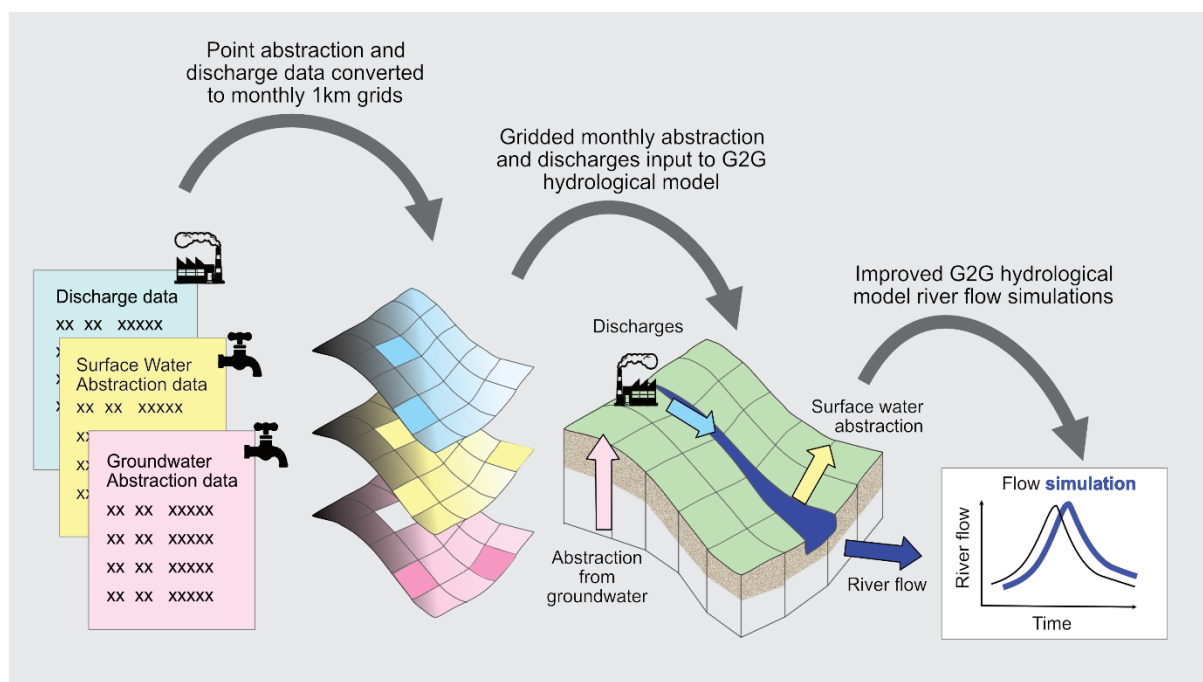 Point abstraction and
discharge data converted
to monthly 1km grids
Gridded monthly abstraction
and discharges input to G2G
hydrological model
Improved G2G hydrological
model river flow simulations
Discharge data
xx xx xxxxx
Surface Water
Abstraction data
xx xx xxxxx
Groundwater
Abstraction data
xx xx xxxxx
xx xx xxxxx
xx xx xxxxx
xx xx xxxxx
Discharges
Surface water
abstraction
Abstraction
from
groundwater
River flow
Flow simulation
River flow
Time